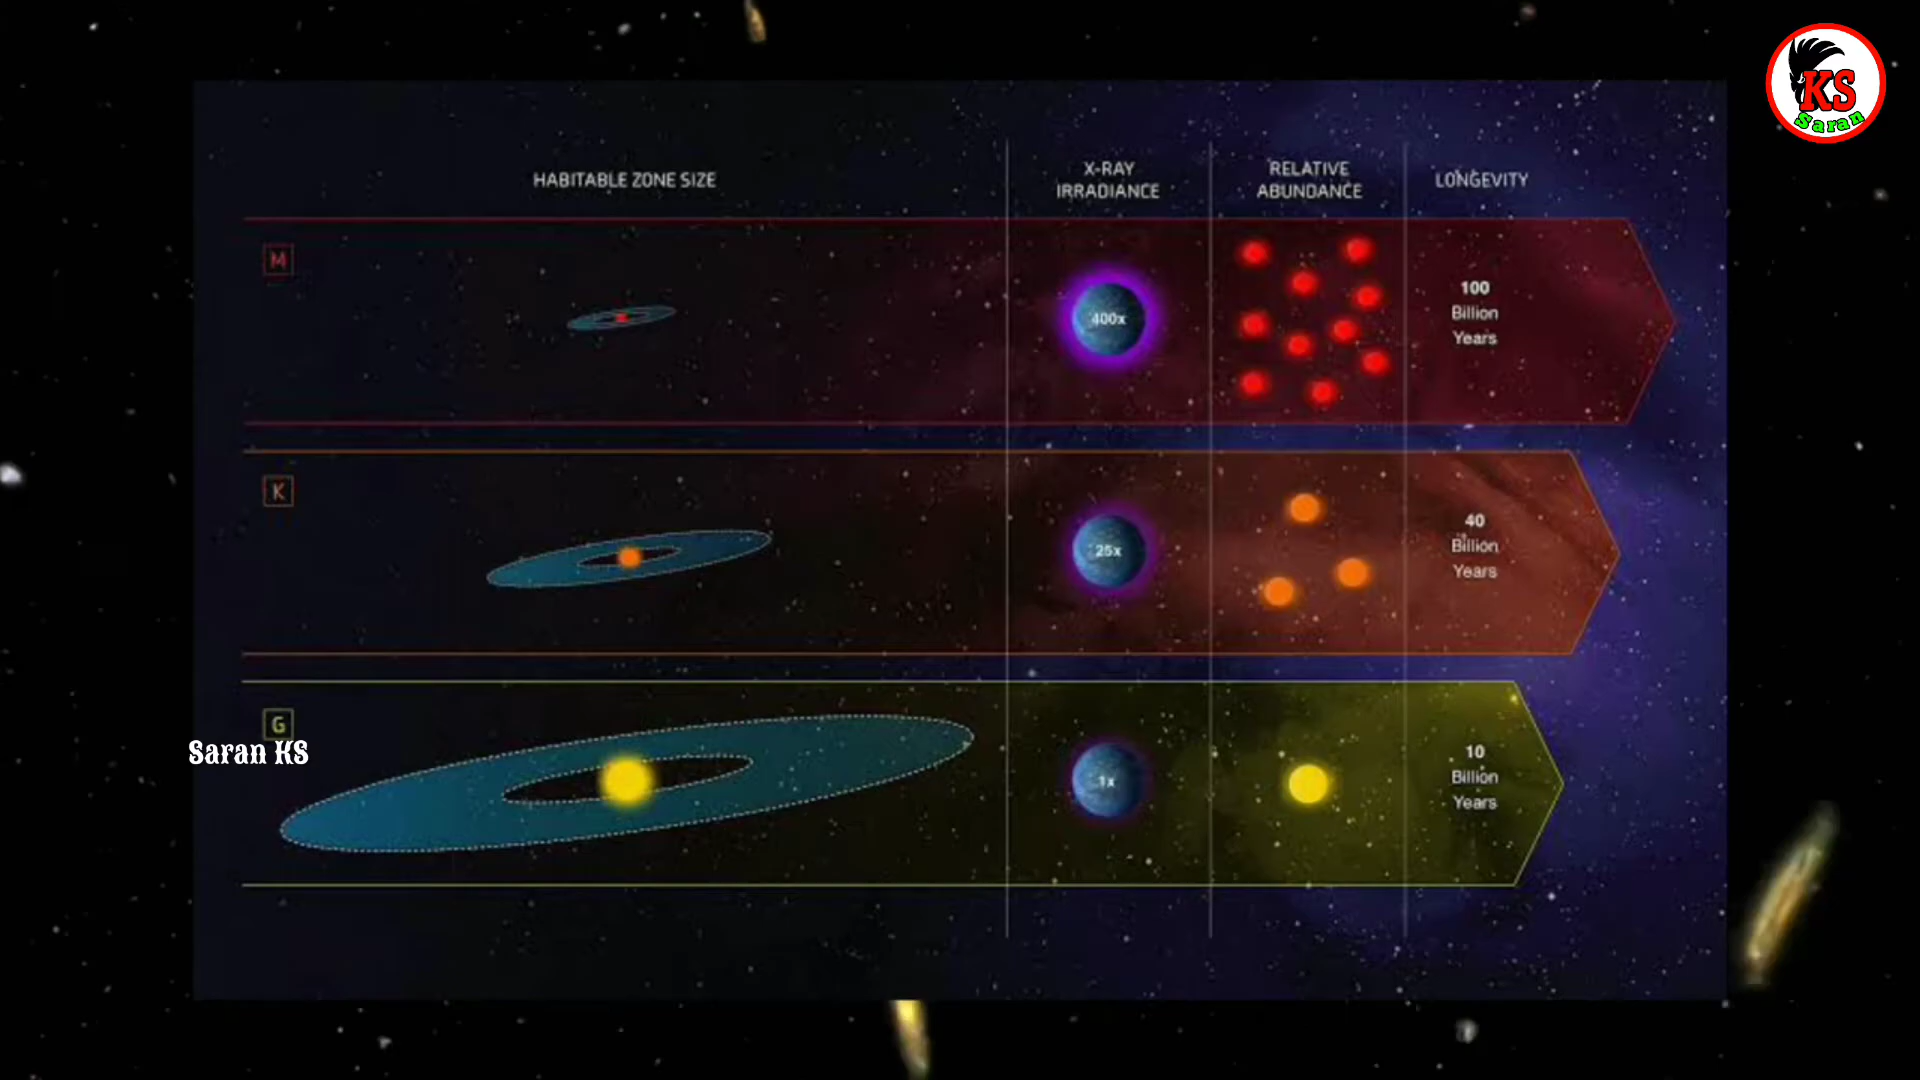 KS
Saran
HABITABLE ZONE SIZE
X-RAY
IRRADIANCE
RELATIVE
ABUNDANCE
LONGEVITY
M
400x
100
Billion
Years
K
25x
40
Billion
Years
G
Saran KS
1x
10
Billion
Years